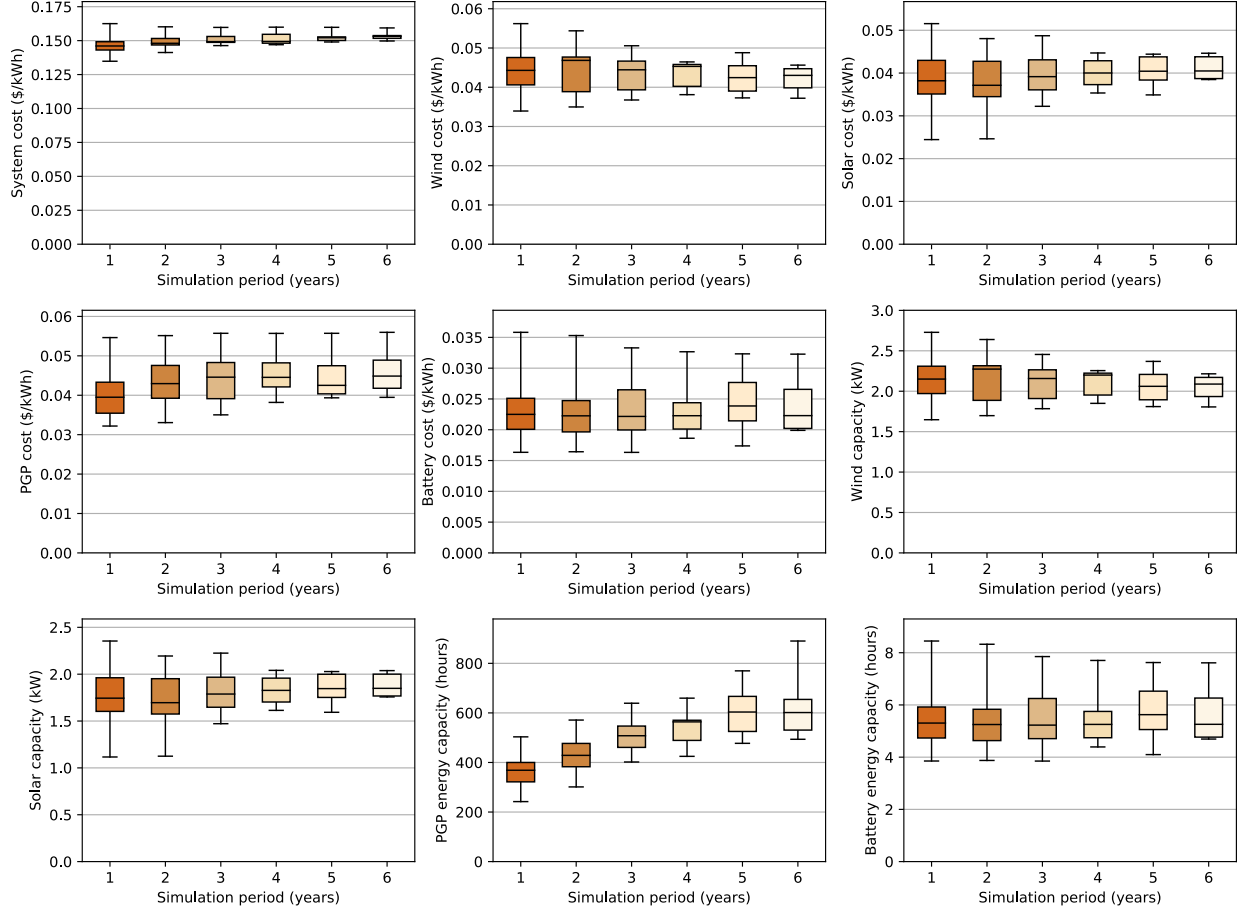 System cost ($/kWh)
0.150
0.125
0.100
0.075
0.050
0.025
0.000
1 2 3 4 5 6
Simulation period (years)
Wind cost ($/kWh)
0.06
0.05
0.04
0.03
0.02
0.01
0.00
1 2 3 4 5 6
Simulation period (years)
Solar cost ($/kWh)
0.05
0.04
0.03
0.02
0.01
0.00
1 2 3 4 5 6
Simulation period (years)
PGP cost ($/kWh)
0.06
0.05
0.04
0.03
0.02
0.01
0.00
1 2 3 4 5 6
Simulation period (years)
Battery cost ($/kWh)
0.035
0.030
0.025
0.020
0.015
0.010
0.005
0.000
1 2 3 4 5 6
Simulation period (years)
Wind capacity (kW)
3.0
2.5
2.0
1.5
1.0
0.5
0.0
1 2 3 4 5 6
Simulation period (years)
Solar capacity (kW)
2.5
2.0
1.5
1.0
0.5
0.0
1 2 3 4 5 6
Simulation period (years)
PGP energy capacity (hours)
800
600
400
200
0
1 2 3 4 5 6
Simulation period (years)
Battery energy capacity (hours)
8
6
4
2
0
1 2 3 4 5 6
Simulation period (years)